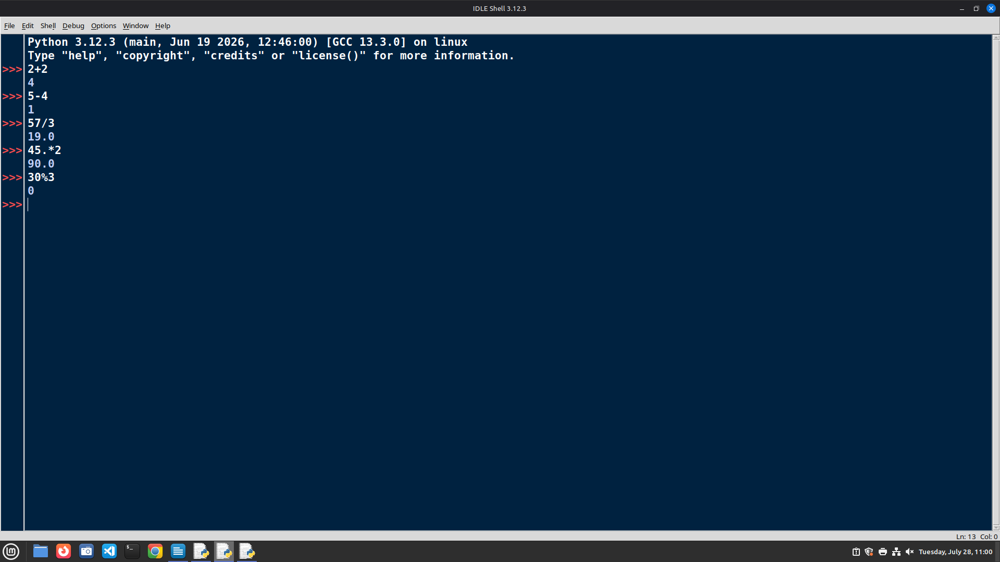 IDLE Shell 3.12.3
File Edit Shell Debug Options Window Help
Python 3.12.3 (main, Jun 19 2026, 12:46:00) [GCC 13.3.0] on linux
Type "help", "copyright", "credits" or "license()" for more information.
>>> 2+2
4
>>> 5-4
1
>>> 57/3
19.0
>>> 45.*2
90.0
>>> 30%3
0
>>>
Ln: 13 Col: 0
Tuesday, July 28, 11:00